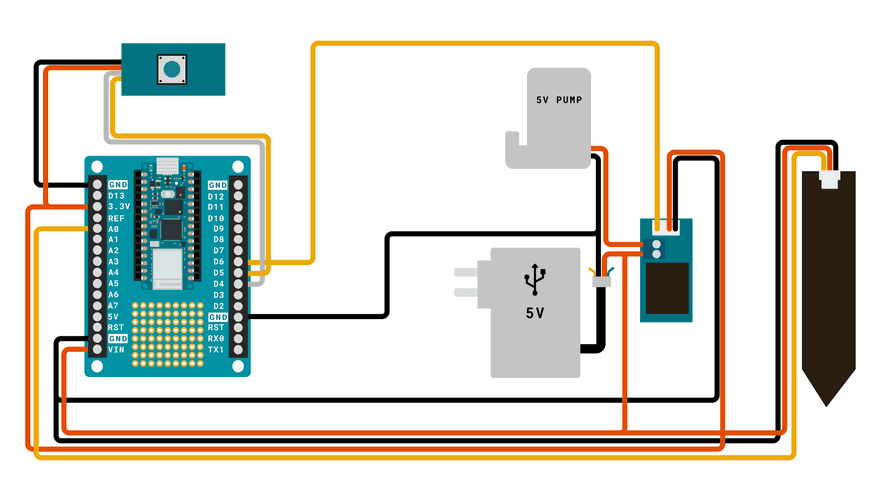 5V PUMP
GND
D13
3.3V
REF
A0
A1
A2
A3
A4
A5
A6
A7
5V
RST
GND
VIN
GND
D12
D11
D10
D9
D8
D7
D6
D5
D4
D3
D2
GND
RST
RX0
TX1
5V